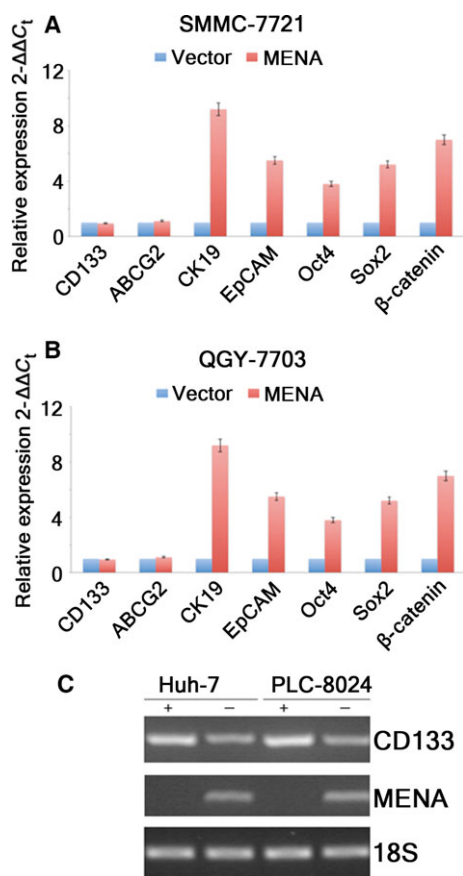 A
SMMC-7721
Vector MENA
Relative expression 2-ΔΔCt
12
8
4
0
CD133 ABCG2 CK19 EpCAM Oct4 Sox2 β-catenin
B
QGY-7703
Vector MENA
Relative expression 2-ΔΔCt
12
8
4
0
CD133 ABCG2 CK19 EpCAM Oct4 Sox2 β-catenin
C
Huh-7 PLC-8024
+ − + −
CD133
MENA
18S